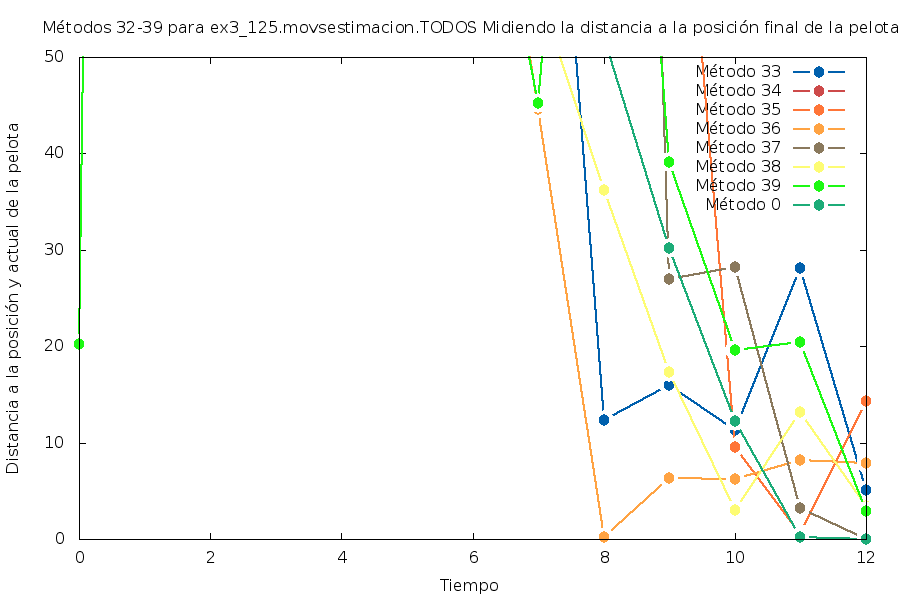 Métodos 32-39 para ex3_125.movsestimacion.TODOS Midiendo la distancia a la posición final de la pelota
Distancia a la posición y actual de la pelota
50
40
30
20
10
0
Método 33
Método 34
Método 35
Método 36
Método 37
Método 38
Método 39
Método 0
0 2 4 6 8 10 12
Tiempo